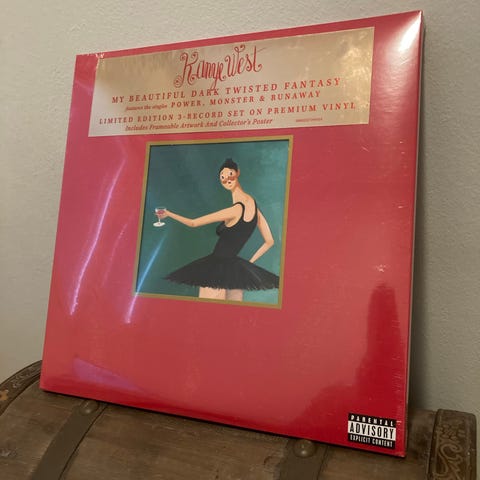 Kanye West
MY BEAUTIFUL DARK TWISTED FANTASY
features the singles POWER, MONSTER & RUNAWAY
LIMITED EDITION 3-RECORD SET ON PREMIUM VINYL
Includes Frameable Artwork And Collector's Poster
PARENTAL
ADVISORY
EXPLICIT CONTENT